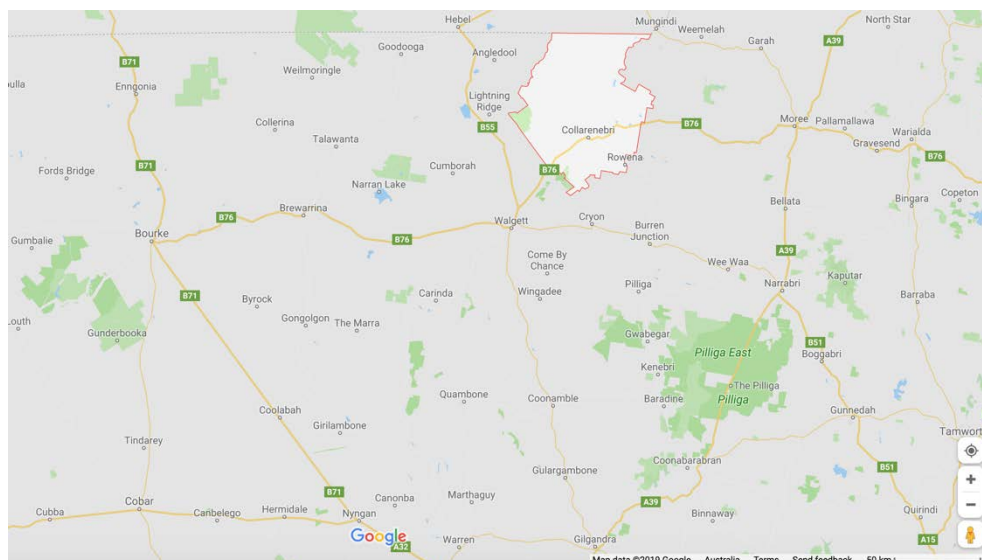 Hebel
Mungindi
Weemelah
North Star
Goodooga
Angledool
Garah
A39
B71
Weilmoringle
Enngonia
Lightning
Ridge
B55
Collerina
Talawanta
Collarenebri
B76
Moree
Pallamallawa
Warialda
Gravesend
B76
B71
Fords Bridge
Cumborah
B76
Rowena
Narran Lake
Bingara
Copeton
Bellata
Brewarrina
B76
Walgett
Cryon
Burren
Junction
Bourke
Gumbalie
B76
A39
Come By
Chance
Wee Waa
Kaputar
B71
Byrock
Carinda
Wingadee
Pilliga
Narrabri
Barraba
Gongolgon
The Marra
Gunderbooka
Gwabegar
B51
Boggabri
Pilliga East
Kenebri
The Pilliga
Pilliga
Baradine
Quambone
Coonamble
Coolabah
Girilambone
Gunnedah
Tindarey
Coonabarabran
B51
Gulargambone
B71
Canonba
Marthaguy
A39
Cobar
Cubba
Canbelego
Hermidale
Nyngan
Binnaway
Quirindi
Google
A32
Warren
Gilgandra
A15
Map data ©2019 Google Australia Terms Send feedback 50 km